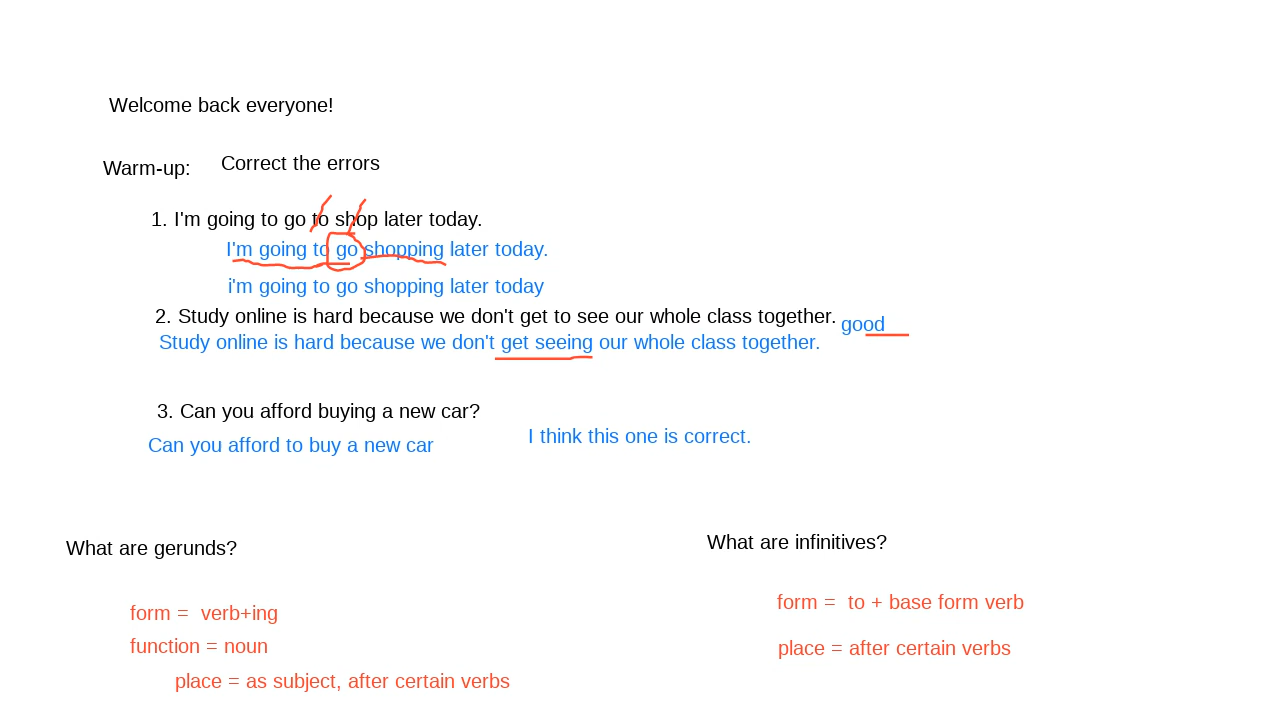 Welcome back everyone!
Warm-up: Correct the errors
1. I'm going to go to shop later today.
I'm going to go shopping later today.
i'm going to go shopping later today
2. Study online is hard because we don't get to see our whole class together.
good
Study online is hard because we don't get seeing our whole class together.
3. Can you afford buying a new car?
Can you afford to buy a new car
I think this one is correct.
What are gerunds?
form =  verb+ing
function = noun
place = as subject, after certain verbs
What are infinitives?
form =  to + base form verb
place = after certain verbs